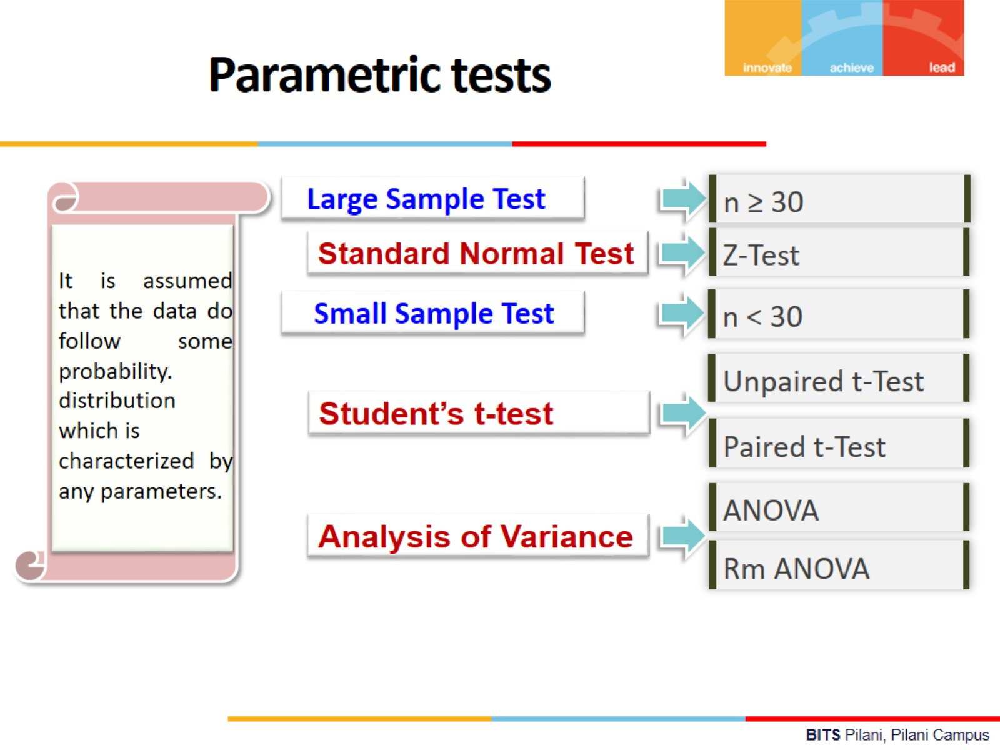 Parametric tests
innovate achieve lead
It is assumed
that the data do
follow some
probability.
distribution
which is
characterized by
any parameters.
Large Sample Test
n ≥ 30
Standard Normal Test
Z-Test
Small Sample Test
n < 30
Student’s t-test
Unpaired t-Test
Paired t-Test
Analysis of Variance
ANOVA
Rm ANOVA
BITS Pilani, Pilani Campus